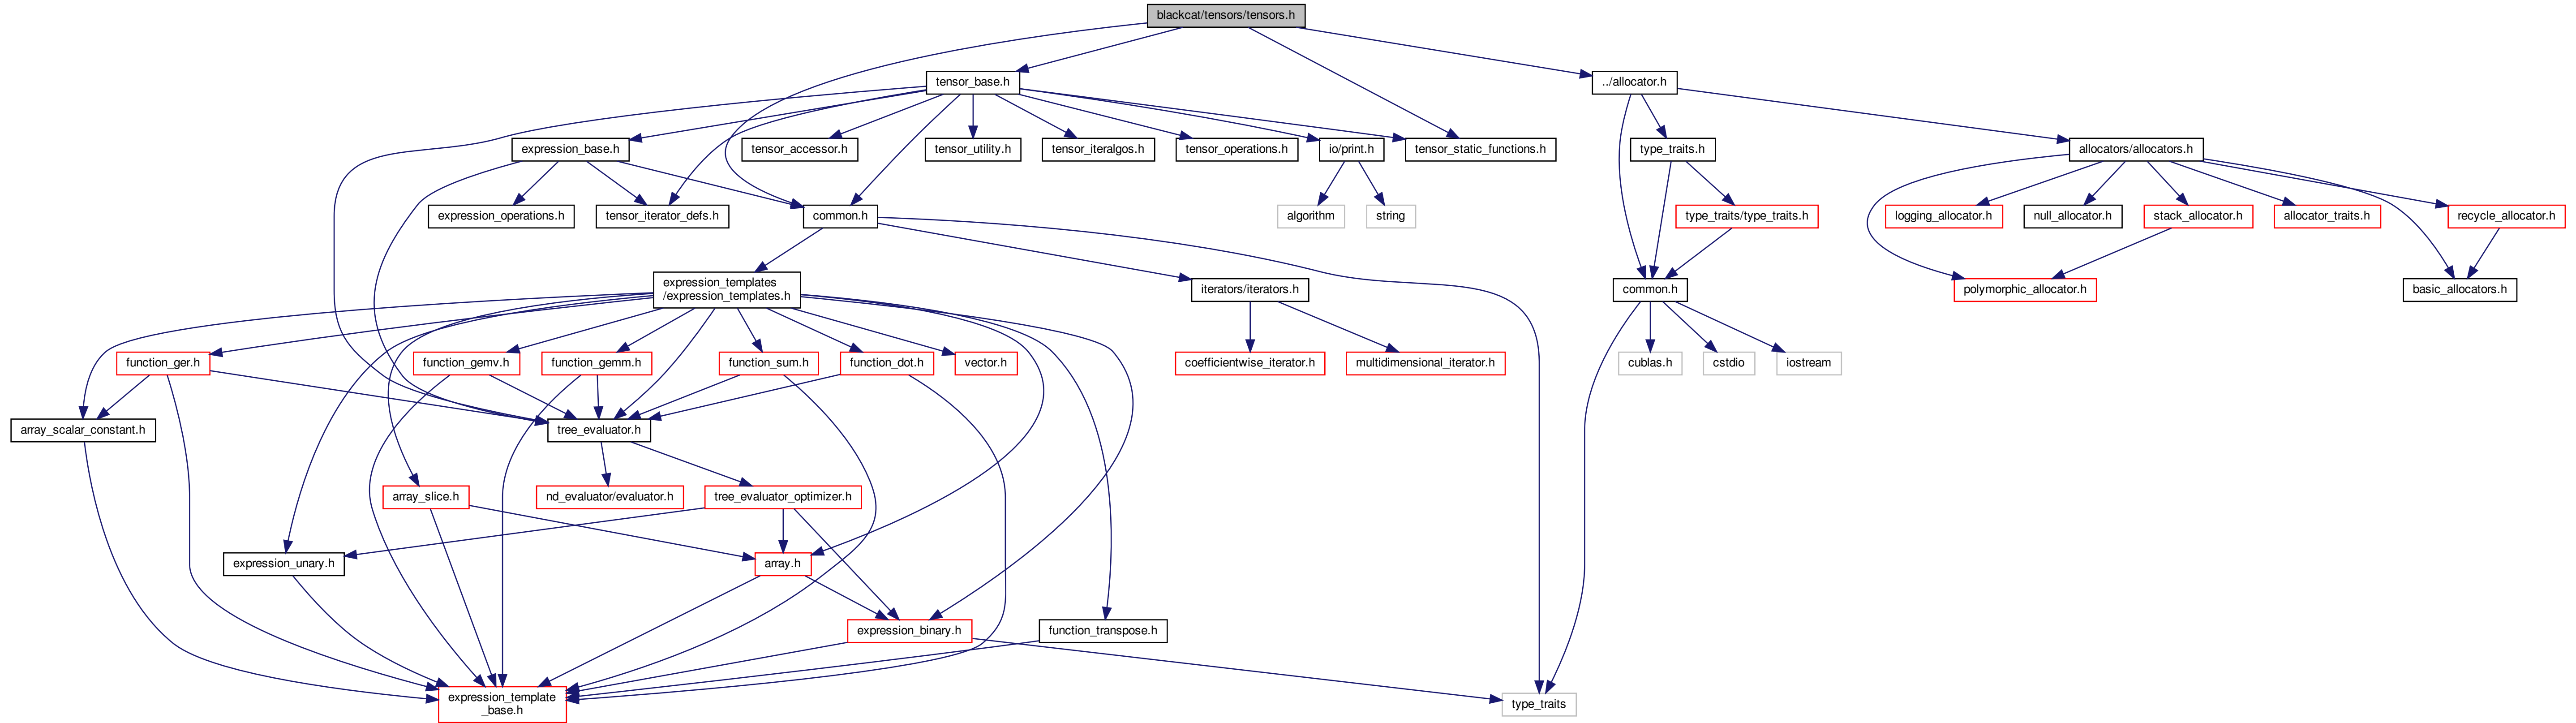 blackcat/tensors/tensors.h
tensor_base.h
../allocator.h
expression_base.h
tensor_accessor.h
tensor_utility.h
tensor_iteralgos.h
tensor_operations.h
io/print.h
tensor_static_functions.h
type_traits.h
allocators/allocators.h
expression_operations.h
tensor_iterator_defs.h
common.h
algorithm
string
type_traits/type_traits.h
logging_allocator.h
null_allocator.h
stack_allocator.h
allocator_traits.h
recycle_allocator.h
expression_templates
/expression_templates.h
iterators/iterators.h
common.h
polymorphic_allocator.h
basic_allocators.h
function_ger.h
function_gemv.h
function_gemm.h
function_sum.h
function_dot.h
vector.h
coefficientwise_iterator.h
multidimensional_iterator.h
cublas.h
cstdio
iostream
array_scalar_constant.h
tree_evaluator.h
array_slice.h
nd_evaluator/evaluator.h
tree_evaluator_optimizer.h
expression_unary.h
array.h
expression_binary.h
function_transpose.h
expression_template
_base.h
type_traits